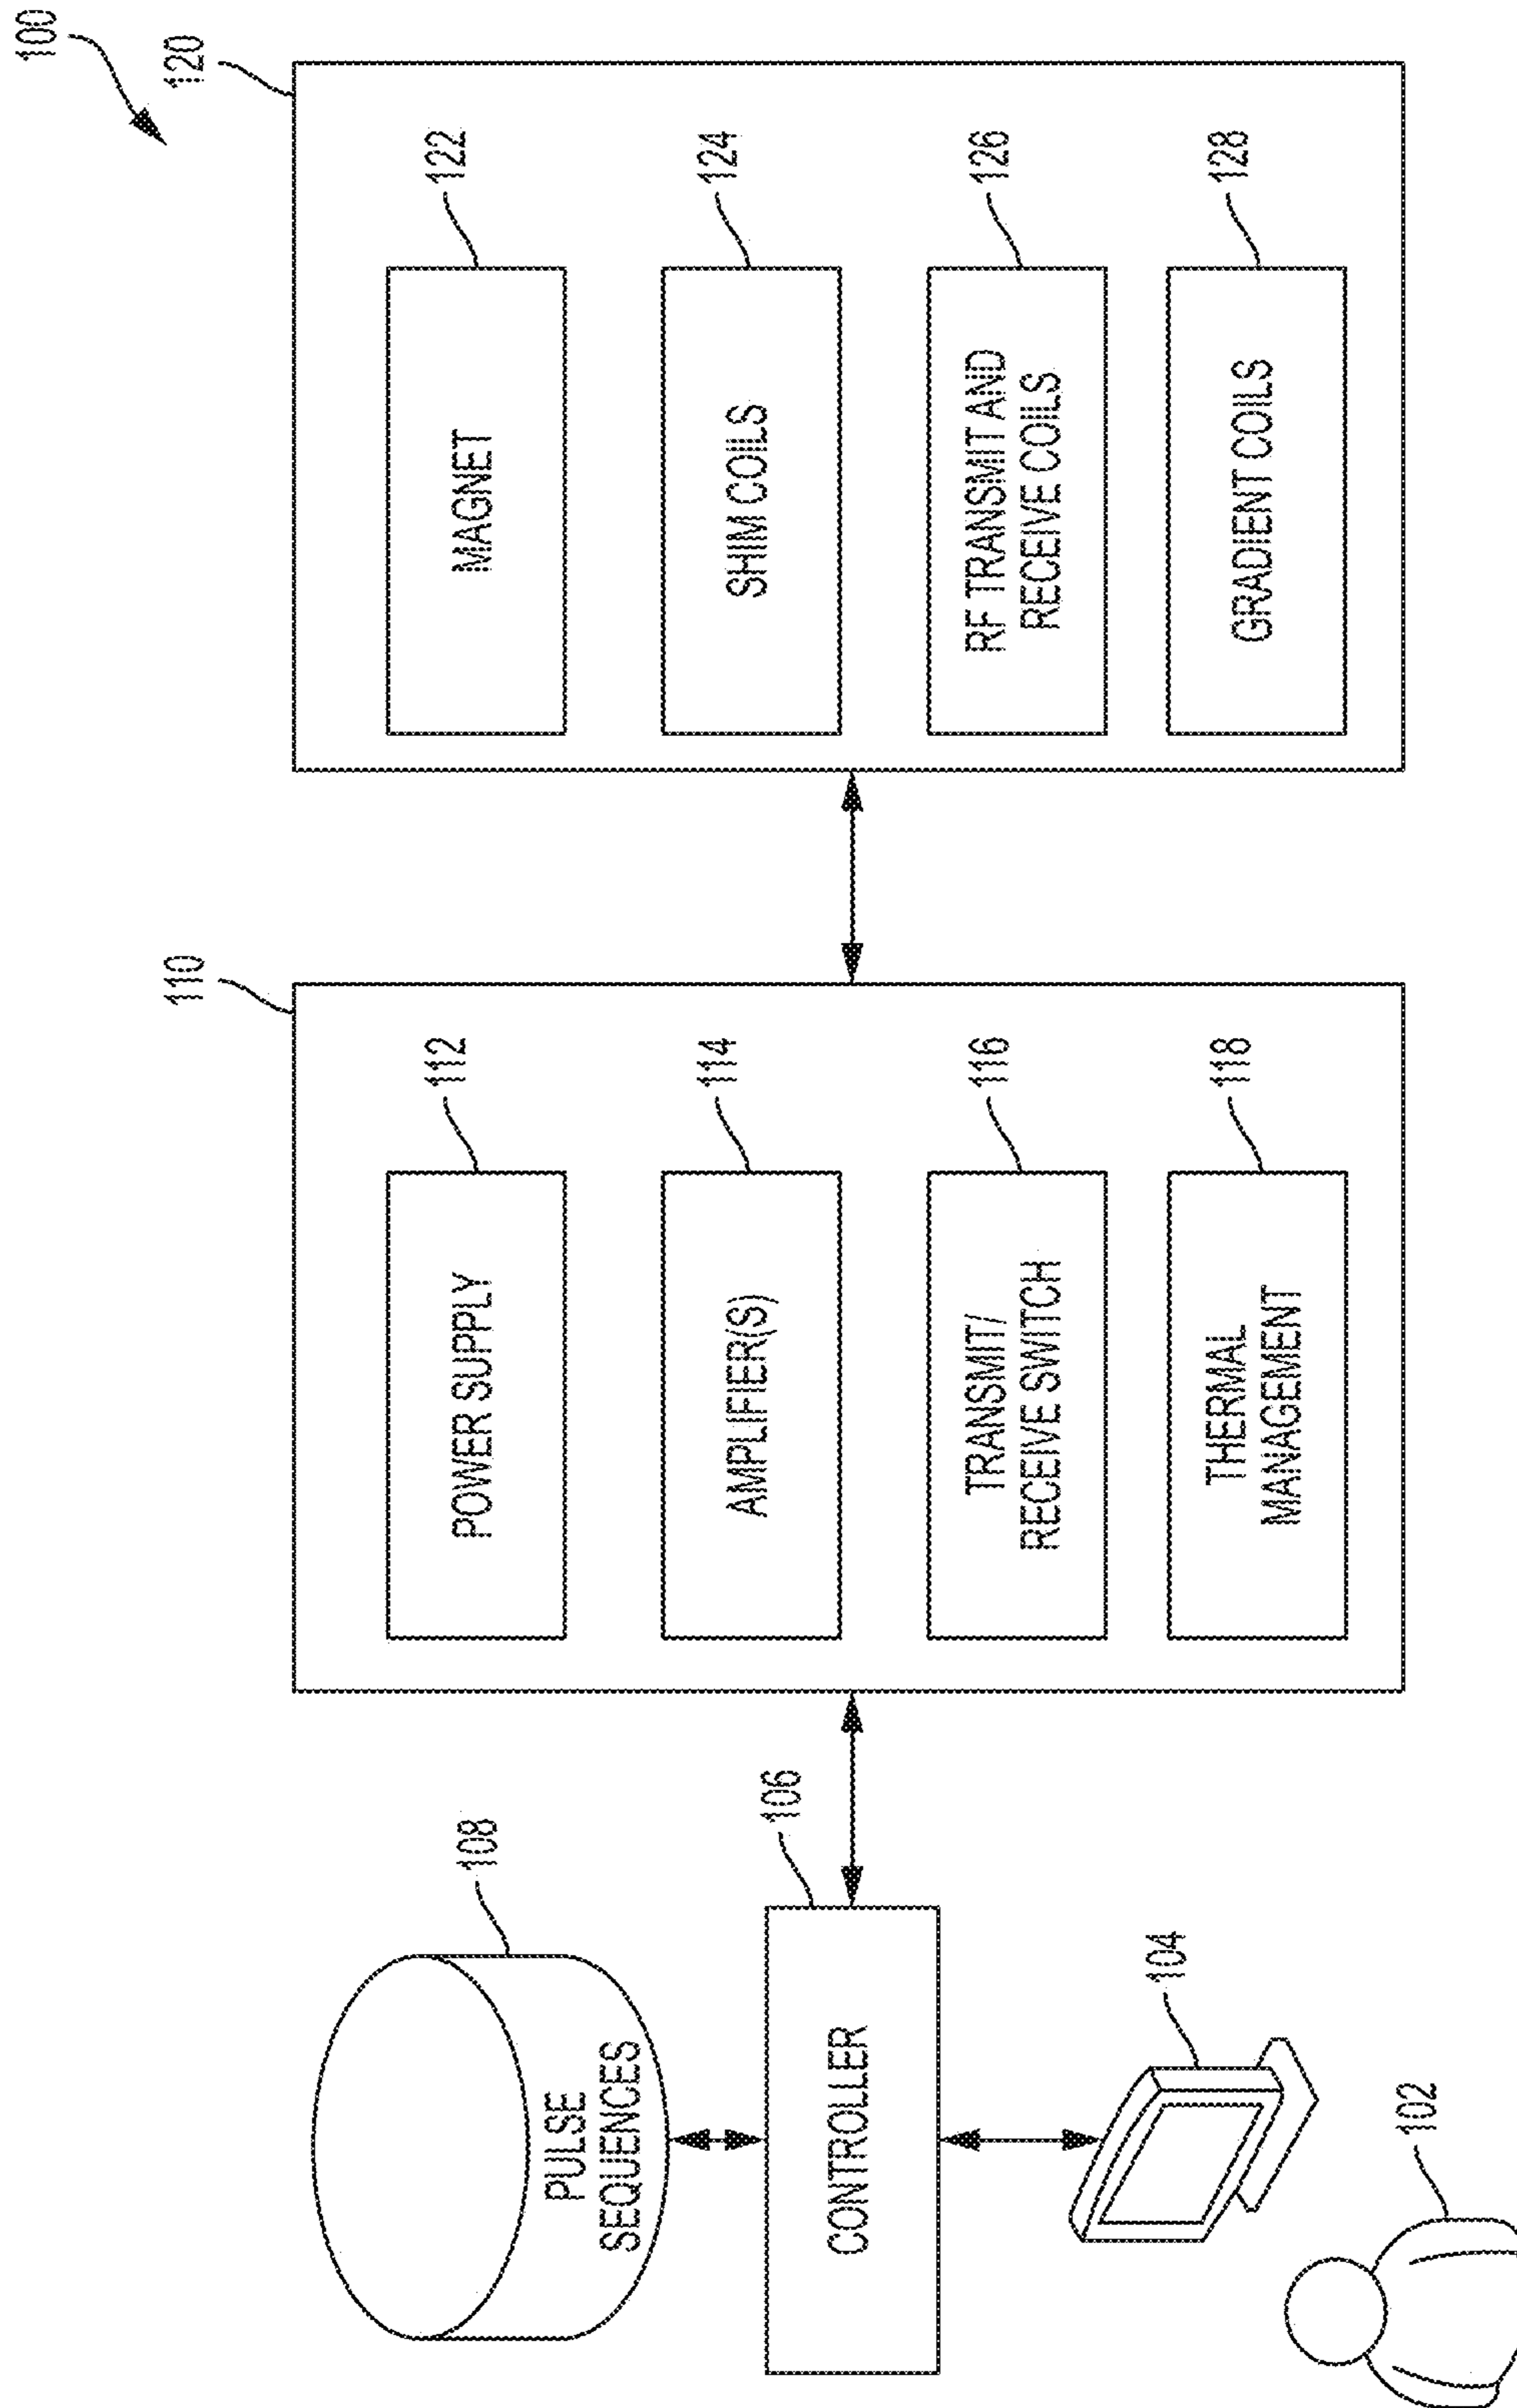 100
108
PULSE
SEQUENCES
106
CONTROLLER
104
102
110
112
POWER SUPPLY
114
AMPLIFIER(S)
116
TRANSMIT/
RECEIVE SWITCH
118
THERMAL
MANAGEMENT
120
122
MAGNET
124
SHIM COILS
126
RF TRANSMIT AND
RECEIVE COILS
128
GRADIENT COILS